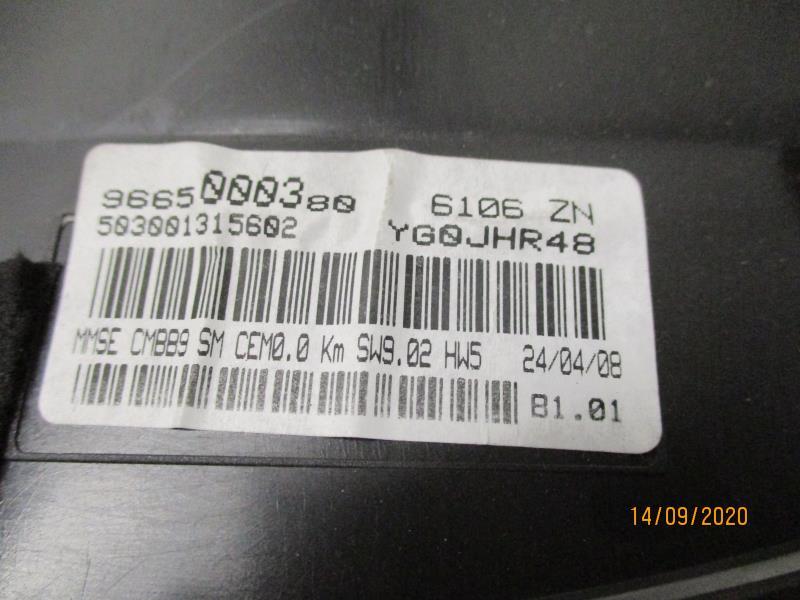 9665000380 6106 ZN
503001315602 YG0JHR48
MMSE CMBB9 SM CEM0.0 Km SW9.02 HW5 24/04/08
B1.01
14/09/2020